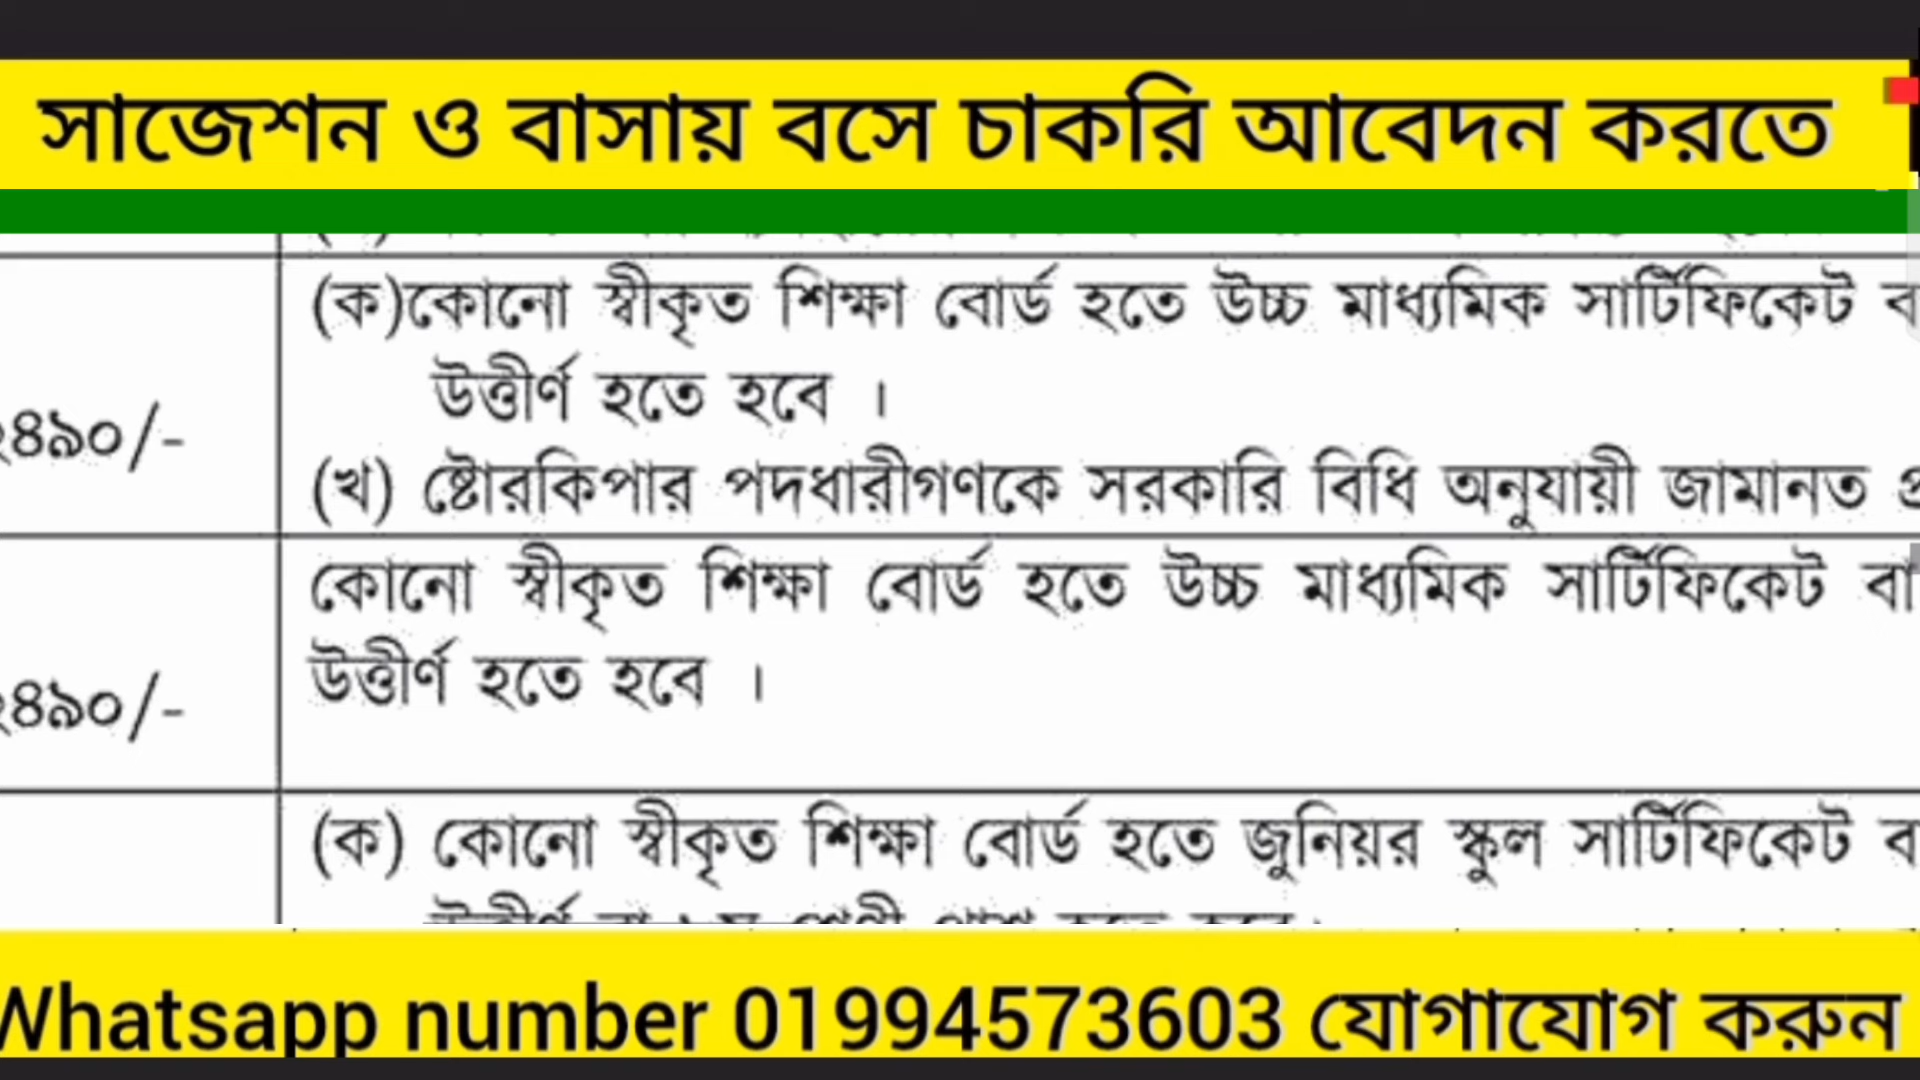 সাজেশন ও বাসায় বসে চাকরি আবেদন করতে
(ক)কোনো স্বীকৃত শিক্ষা বোর্ড হতে উচ্চ মাধ্যমিক সার্টিফিকেট
উত্তীর্ণ হতে হবে ।
৪৯০/-
(খ) ষ্টোরকিপার পদধারীগণকে সরকারি বিধি অনুযায়ী জামানত
কোনো স্বীকৃত শিক্ষা বোর্ড হতে উচ্চ মাধ্যমিক সার্টিফিকেট বা
উত্তীর্ণ হতে হবে ।
৪৯০/-
(ক) কোনো স্বীকৃত শিক্ষা বোর্ড হতে জুনিয়র স্কুল সার্টিফিকেট
Whatsapp number 01994573603 যোগাযোগ করুন